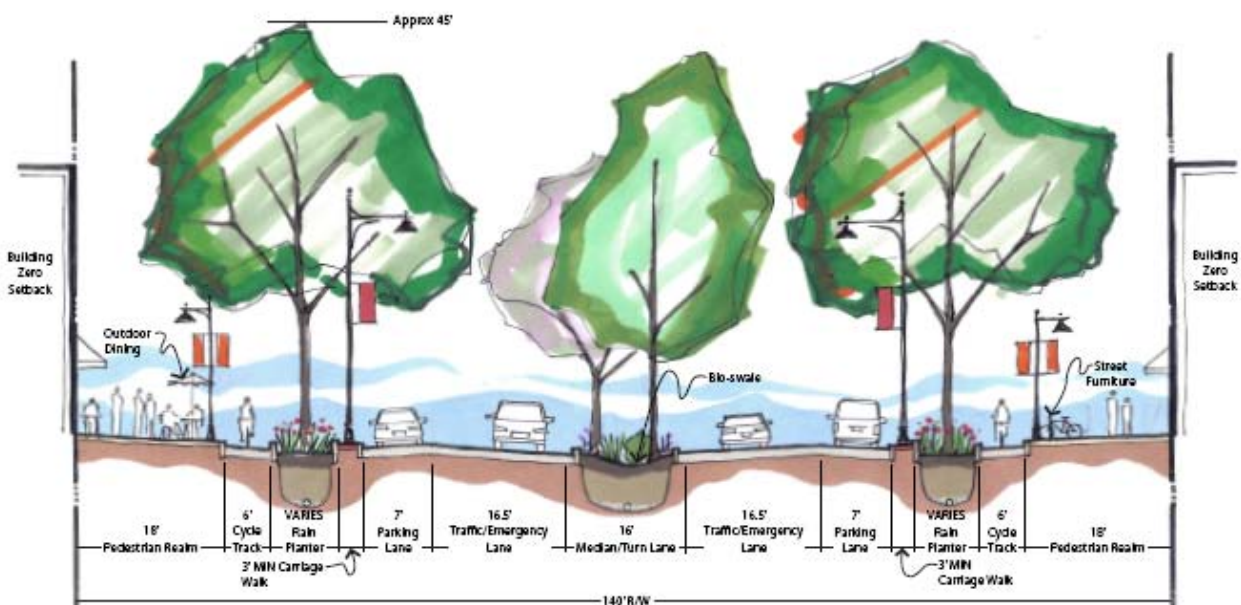 Approx 45'
Building
Zero
Setback
Building
Zero
Setback
Outdoor
Dining
Bio-swale
Street
Furniture
18'
Pedestrian Realm
6'
Cycle
Track
VARIES
Rain
Planter
3' MIN Carriage
Walk
7'
Parking
Lane
16.5'
Traffic/Emergency
Lane
16'
Median/Turn Lane
16.5'
Traffic/Emergency
Lane
7'
Parking
Lane
3' MIN
Carriage Walk
VARIES
Rain
Planter
6'
Cycle
Track
18'
Pedestrian Realm
140' R/W